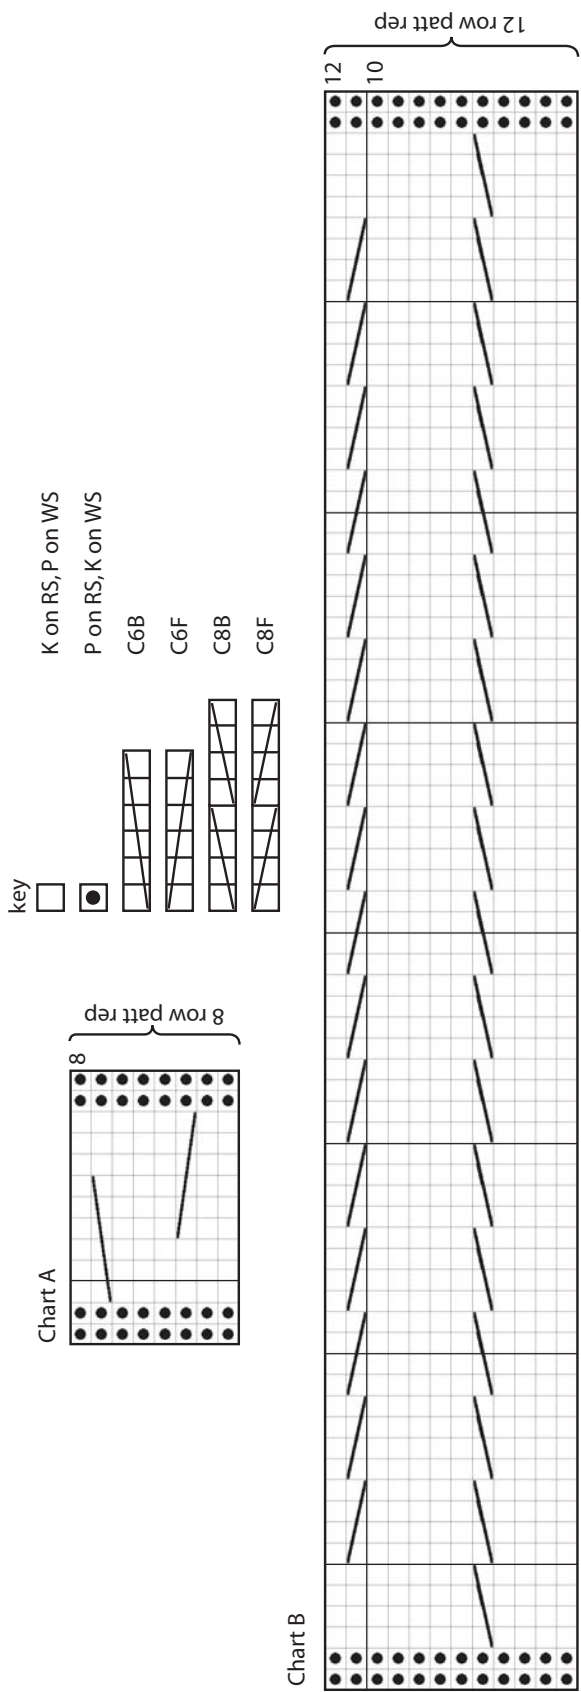 key
K on RS, P on WS
P on RS, K on WS
C6B
C6F
C8B
C8F
Chart A
8
8 row patt rep
Chart B
12
10
12 row patt rep